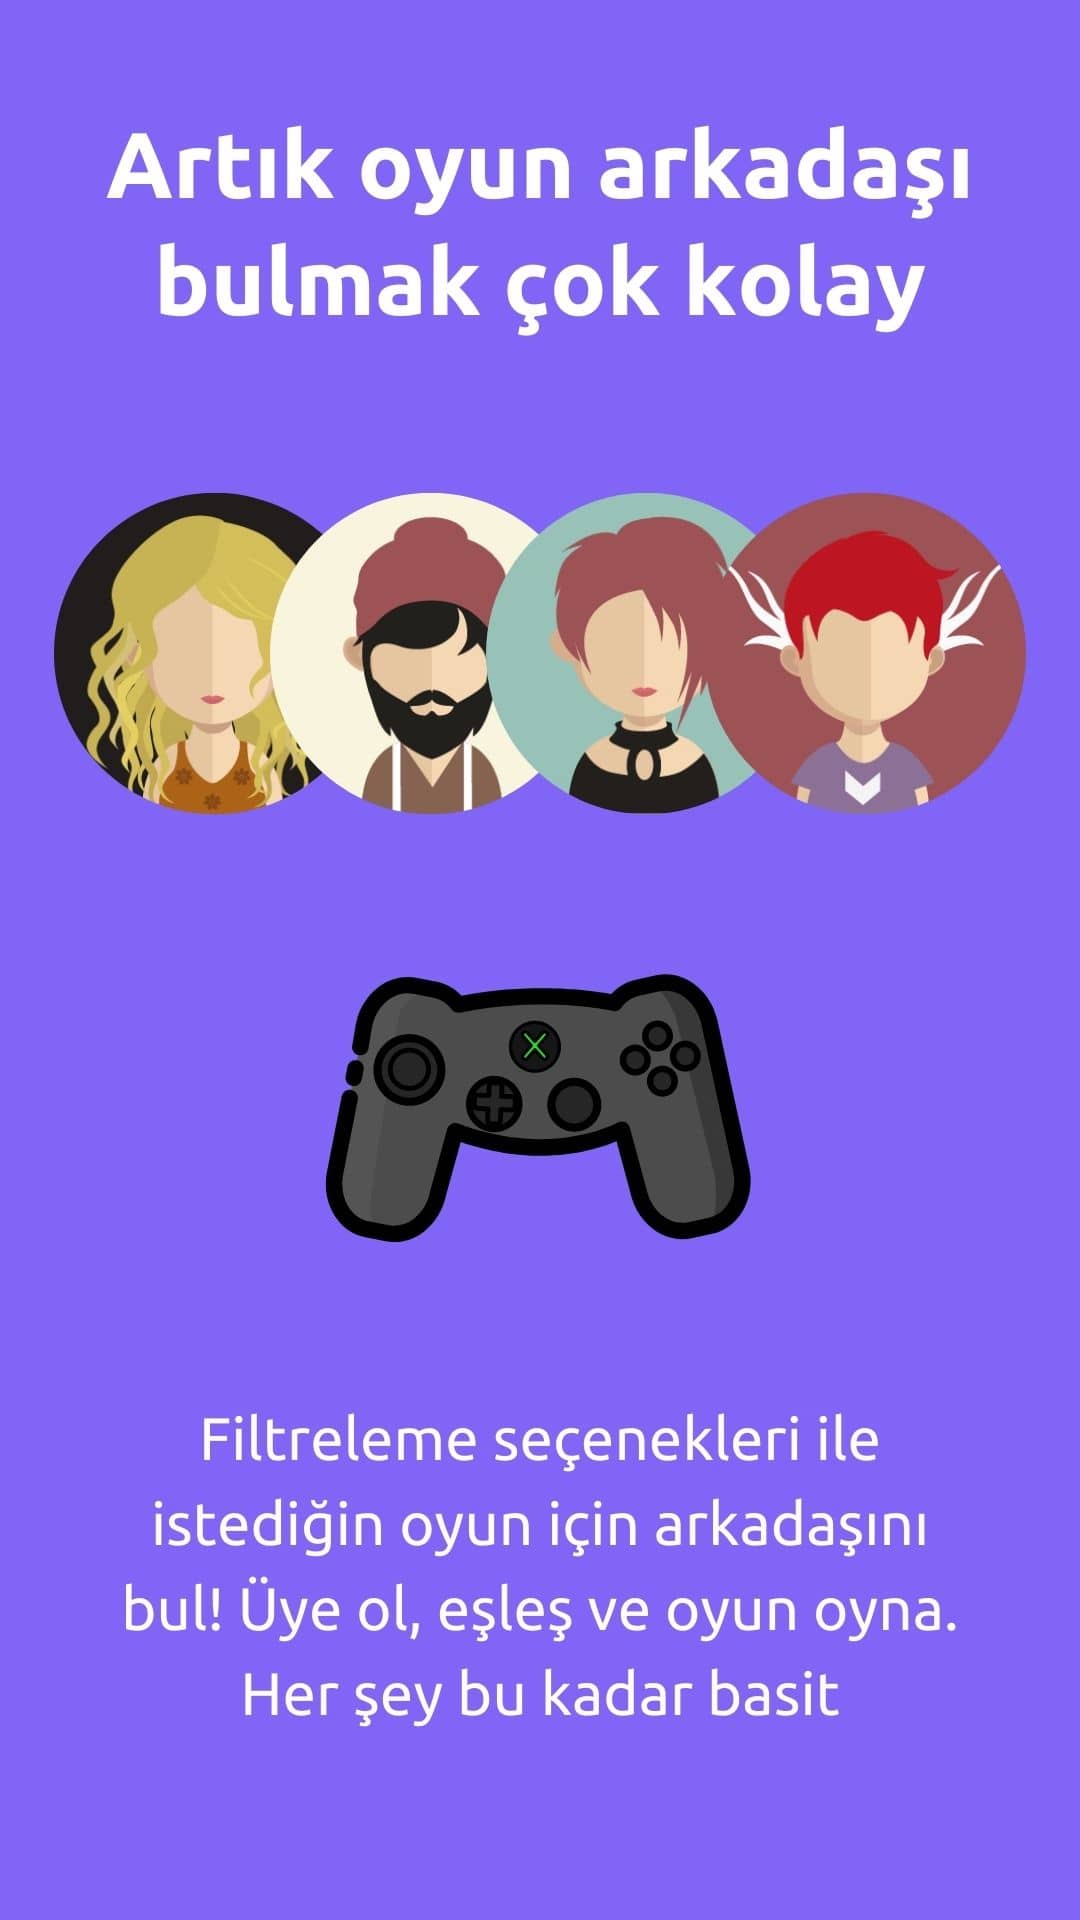 Artık oyun arkadaşı
bulmak çok kolay
Filtreleme seçenekleri ile
istediğin oyun için arkadaşını
bul! Üye ol, eşleş ve oyun oyna.
Her şey bu kadar basit